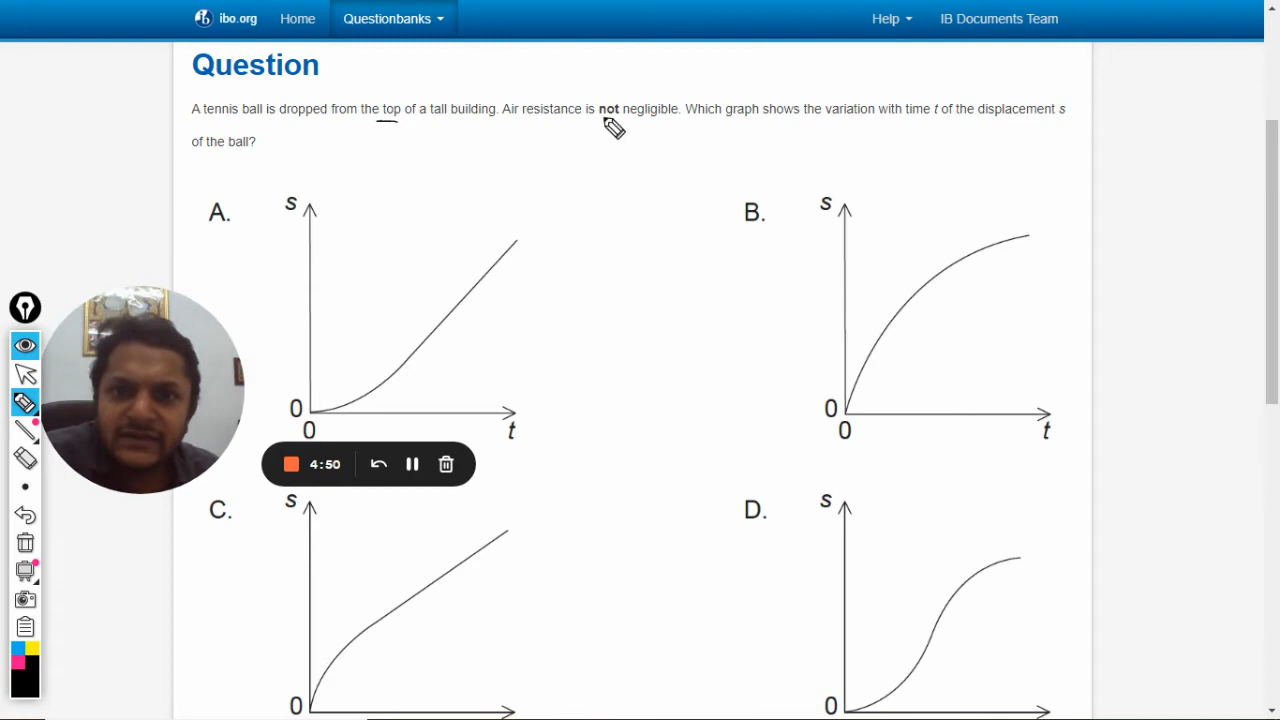 ibo.org Home Questionbanks Help IB Documents Team
Question
A tennis ball is dropped from the top of a tall building. Air resistance is not negligible. Which graph shows the variation with time t of the displacement s
of the ball?
A. s
0
0 t
B. s
0
0 t
4:50
C. s
0
D. s
0